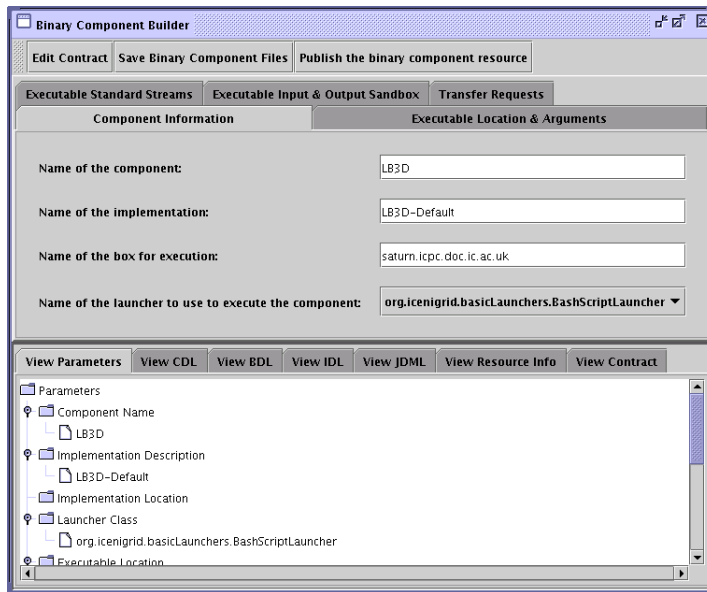 Binary Component Builder
Edit Contract Save Binary Component Files Publish the binary component resource
Executable Standard Streams Executable Input & Output Sandbox Transfer Requests
Component Information Executable Location & Arguments
Name of the component: LB3D
Name of the implementation: LB3D-Default
Name of the box for execution: saturn.icpc.doc.ic.ac.uk
Name of the launcher to use to execute the component: org.icenigrid.basicLaunchers.BashScriptLauncher
View Parameters View CDL View BDL View IDL View JDML View Resource Info View Contract
Parameters
Component Name
LB3D
Implementation Description
LB3D-Default
Implementation Location
Launcher Class
org.icenigrid.basicLaunchers.BashScriptLauncher
Executable Location